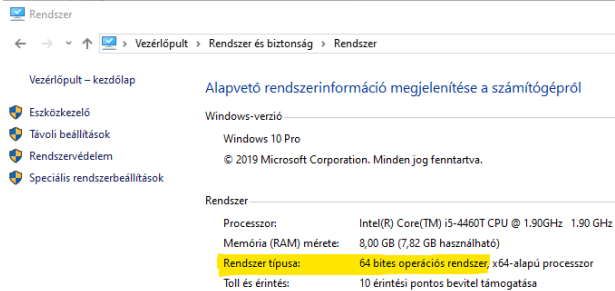 Rendszer
Vezérlőpult › Rendszer és biztonság › Rendszer
Vezérlőpult – kezdőlap
Eszközkezelő
Távoli beállítások
Rendszervédelem
Speciális rendszerbeállítások
Alapvető rendszerinformáció megjelenítése a számítógépről
Windows-verzió
Windows 10 Pro
© 2019 Microsoft Corporation. Minden jog fenntartva.
Rendszer
Processzor: Intel(R) Core(TM) i5-4460T CPU @ 1.90GHz 1.90 GHz
Memória (RAM) mérete: 8,00 GB (7,82 GB használható)
Rendszer típusa: 64 bites operációs rendszer, x64-alapú processzor
Toll és érintés: 10 érintési pontos bevitel támogatása